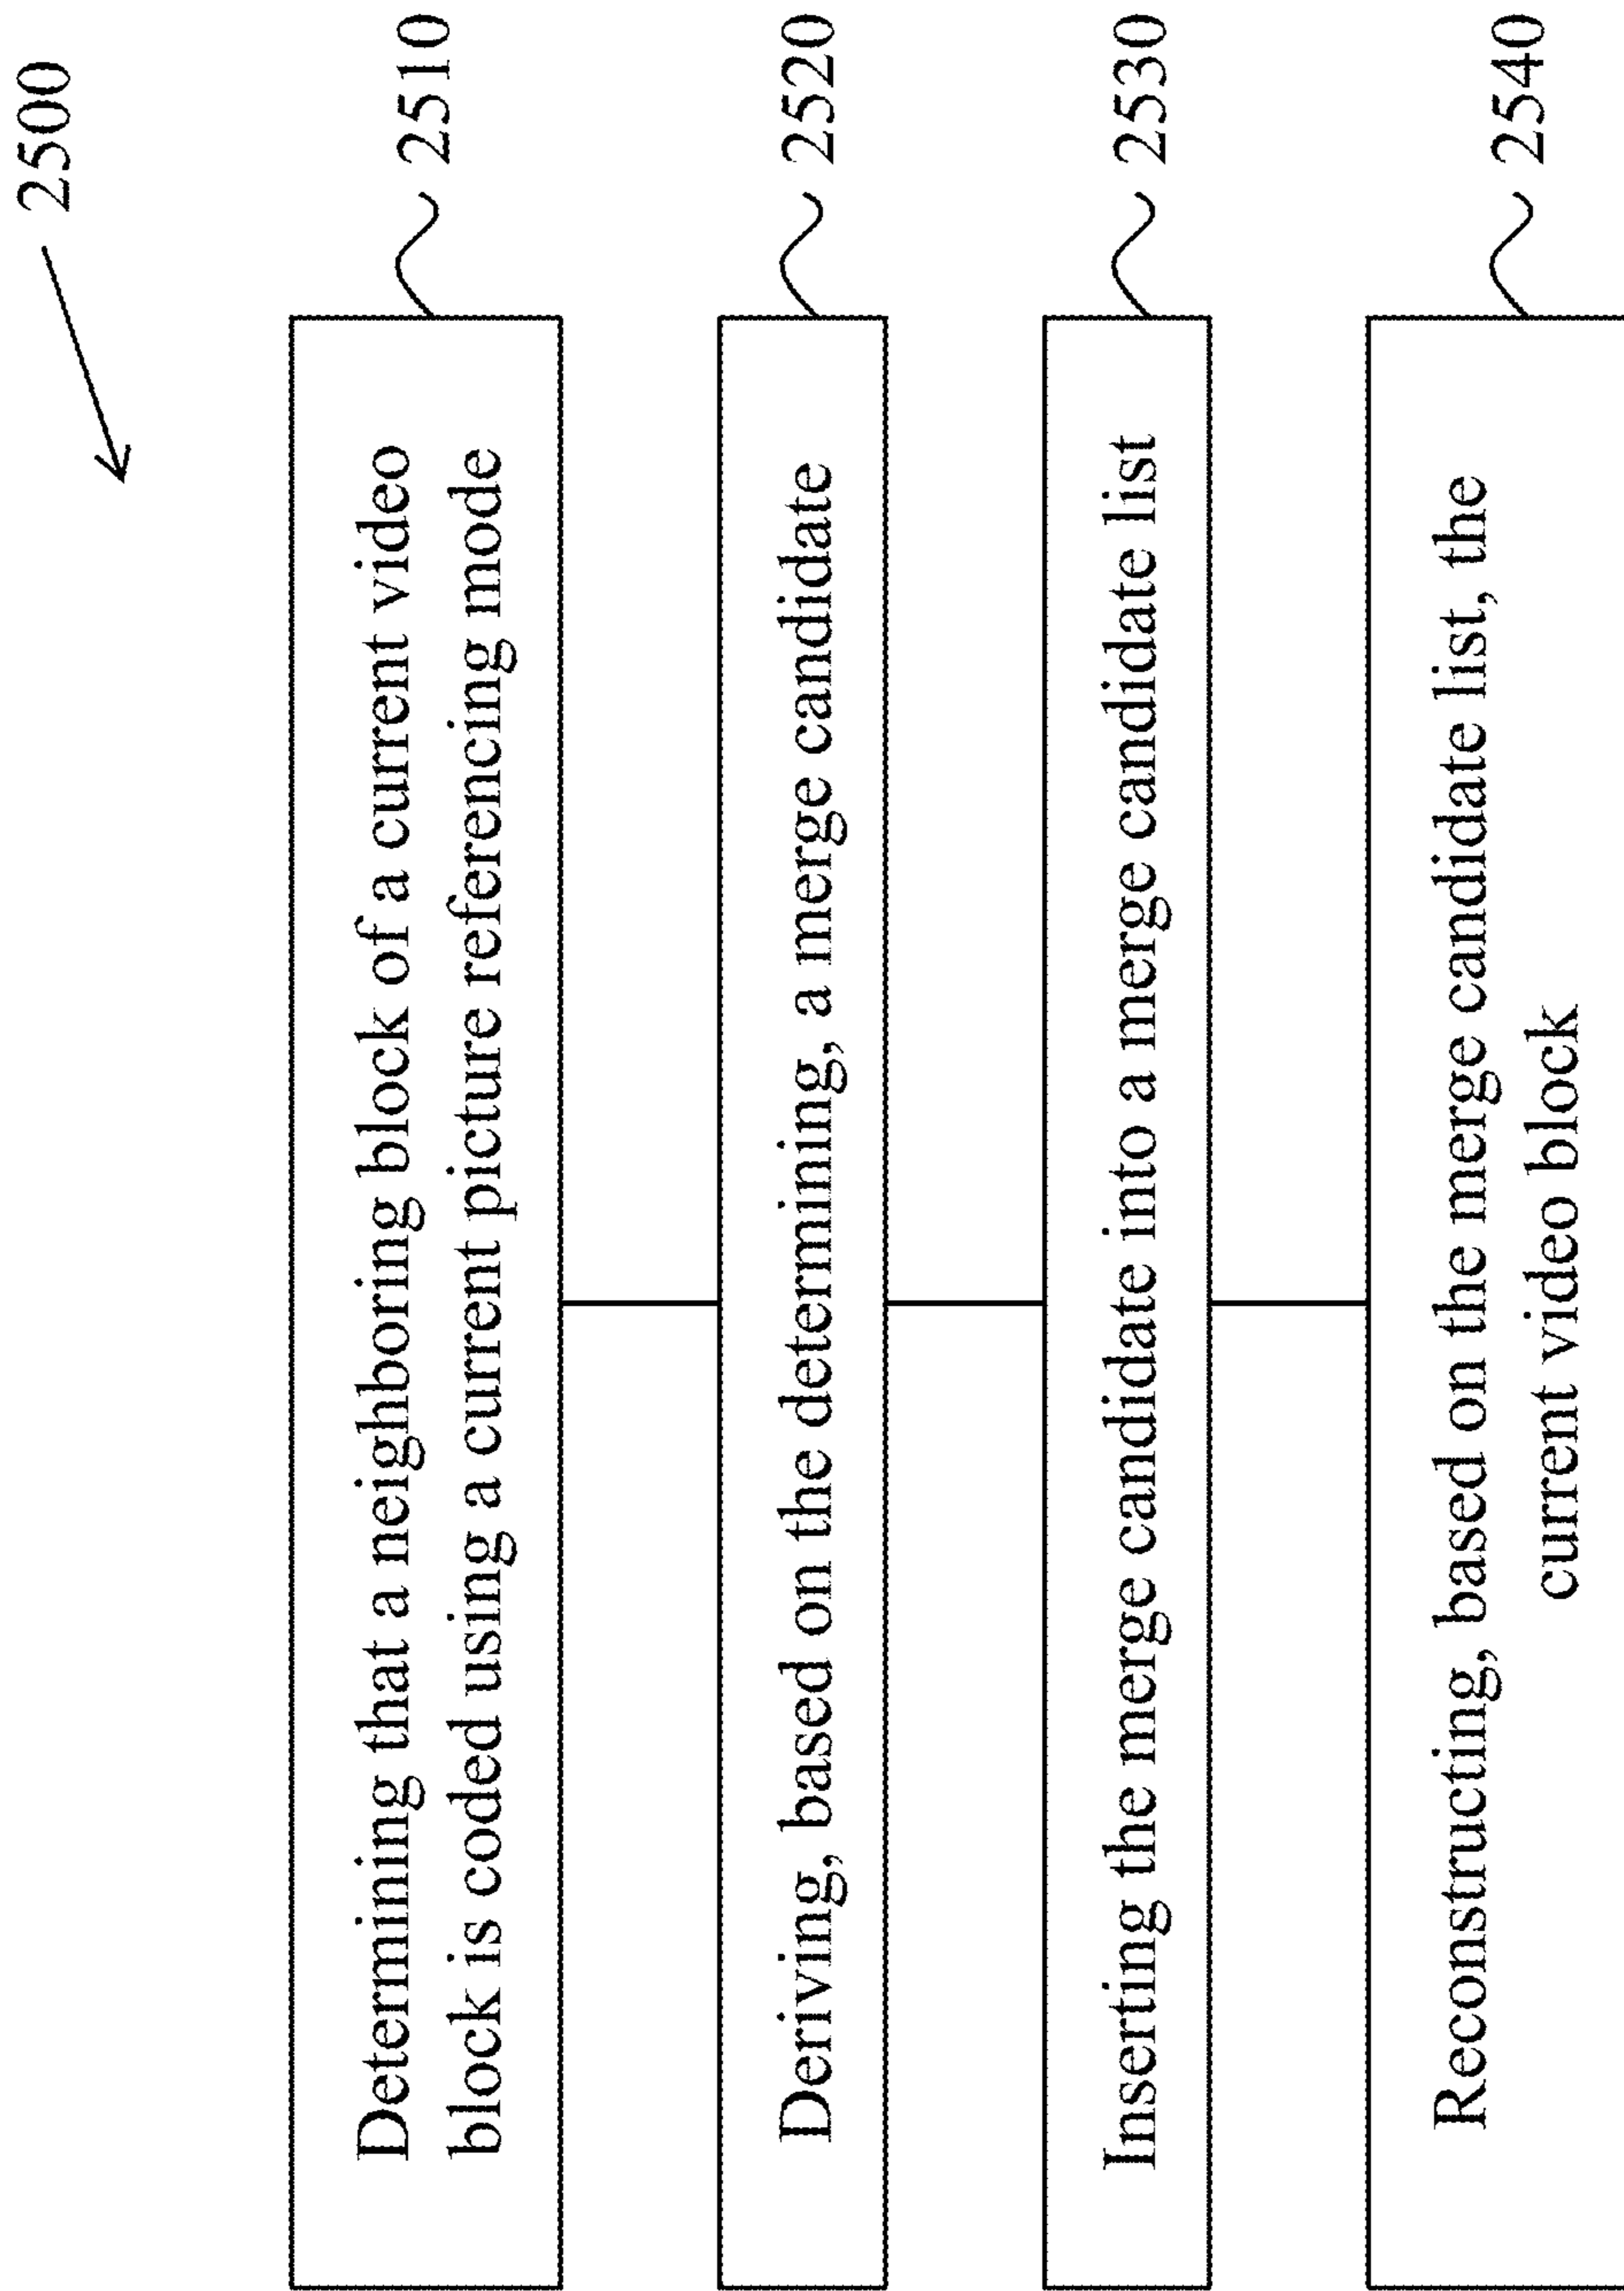 2500
Determining that a neighboring block of a current video
block is coded using a current picture referencing mode
2510
Deriving, based on the determining, a merge candidate
2520
Inserting the merge candidate into a merge candidate list
2530
Reconstructing, based on the merge candidate list, the
current video block
2540